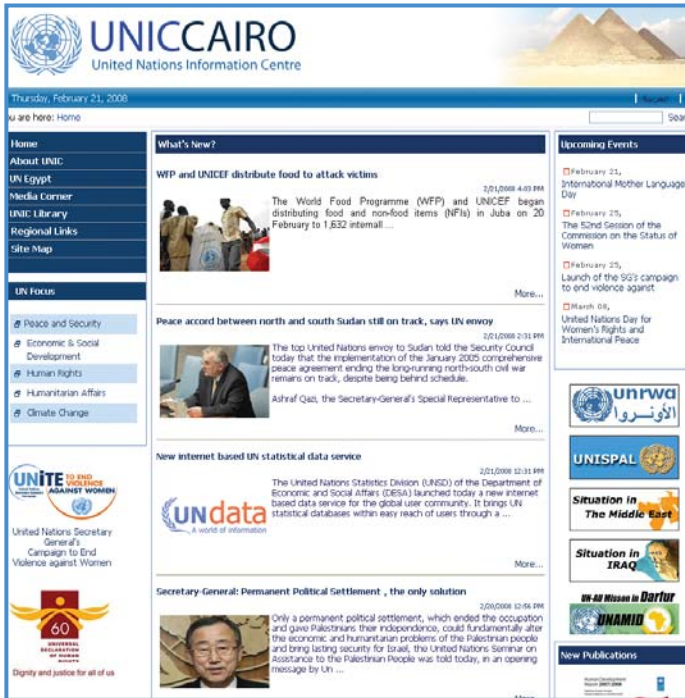 UNICCAIRO
United Nations Information Centre
Thursday, February 21, 2008
u are here: Home
Sear
Home
About UNIC
UN Egypt
Media Corner
UNIC Library
Regional Links
Site Map
UN Focus
Peace and Security
Economic & Social
Development
Human Rights
Humanitarian Affairs
Climate Change
UNiTE TO END
VIOLENCE
AGAINST WOMEN
United Nations Secretary
General's
Campaign to End
Violence against Women
60
UNIVERSAL
DECLARATION
OF HUMAN
RIGHTS
Dignity and justice for all of us
What's New?
WFP and UNICEF distribute food to attack victims
2/21/2008 4:03 PM
The World Food Programme (WFP) and UNICEF began
distributing food and non-food items (NFIs) in Juba on 20
February to 1,632 internall ...
More...
Peace accord between north and south Sudan still on track, says UN envoy
2/21/2008 2:31 PM
The top United Nations envoy to Sudan told the Security Council
today that the implementation of the January 2005 comprehensive
peace agreement ending the long-running north-south civil war
remains on track, despite being behind schedule.
Ashraf Qazi, the Secretary-General's Special Representative to ...
More...
New internet based UN statistical data service
2/21/2008 12:31 PM
The United Nations Statistics Division (UNSD) of the Department of
Economic and Social Affairs (DESA) launched today a new internet
based data service for the global user community. It brings UN
statistical databases within easy reach of users through a ...
UNdata
A world of information
More...
Secretary-General: Permanent Political Settlement , the only solution
2/20/2008 12:56 PM
Only a permanent political settlement, which ended the occupation
and gave Palestinians their independence, could fundamentally alter
the economic and humanitarian problems of the Palestinian people
and bring lasting security for Israel, the United Nations Seminar on
Assistance to the Palestinian People was told today, in an opening
message by Un ...
More...
Upcoming Events
February 21,
International Mother Language
Day
February 25,
The 52nd Session of the
Commission on the Status of
Women
February 25,
Launch of the SG's campaign
to end violence against
March 08,
United Nations Day for
Women's Rights and
International Peace
unrwa
الأونروا
UNISPAL
Situation in
The Middle East
Situation in
IRAQ
UN-AU Mission in Darfur
UNAMID
New Publications
Human Development
Report 2007/2008